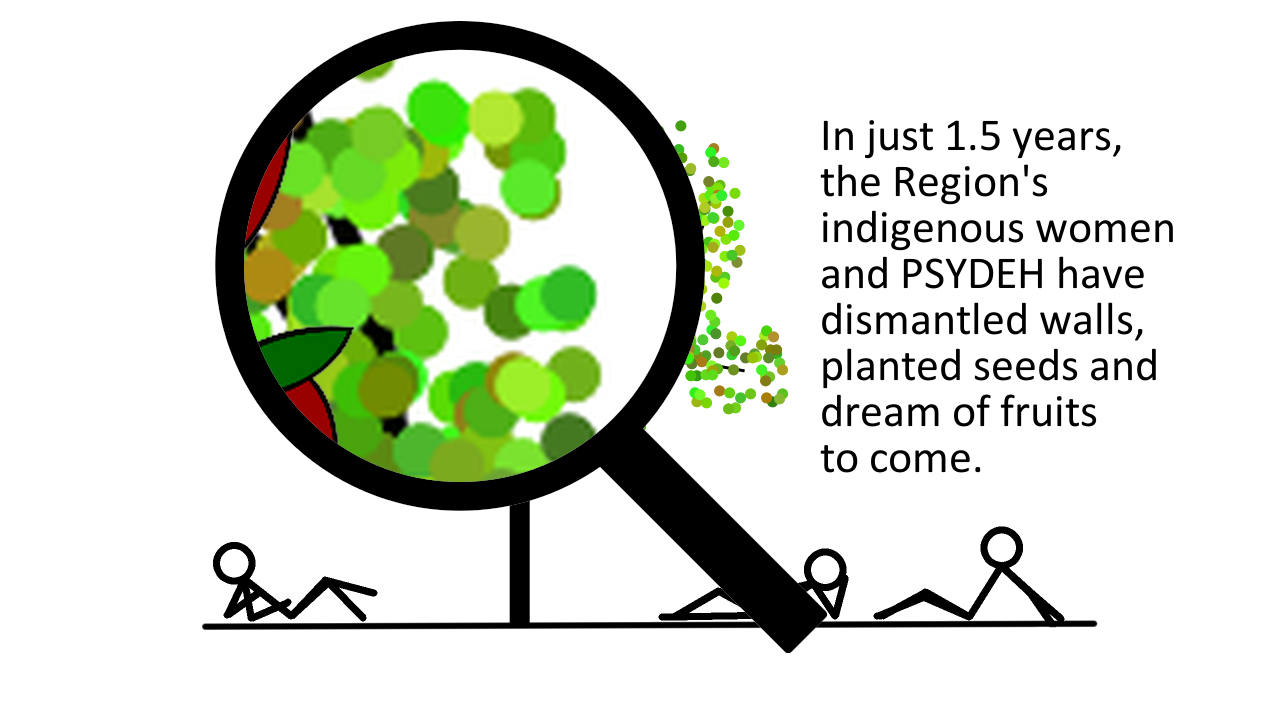 In just 1.5 years,
the Region's
indigenous women
and PSYDEH have
dismantled walls,
planted seeds and
dream of fruits
to come.